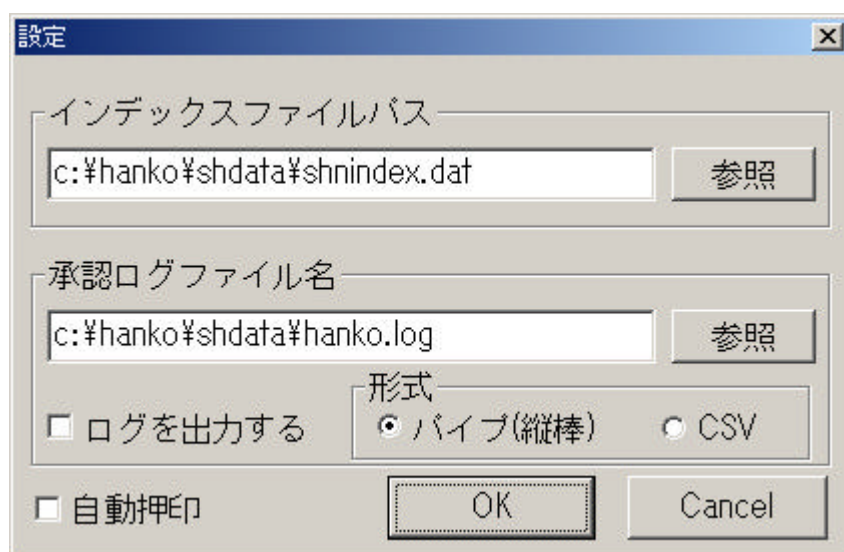 設定
インデックスファイルパス
c:¥hanko¥shdata¥shnindex.dat
参照
承認ログファイル名
c:¥hanko¥shdata¥hanko.log
参照
形式
ログを出力する
パイプ(縦棒)
CSV
自動押印
OK
Cancel